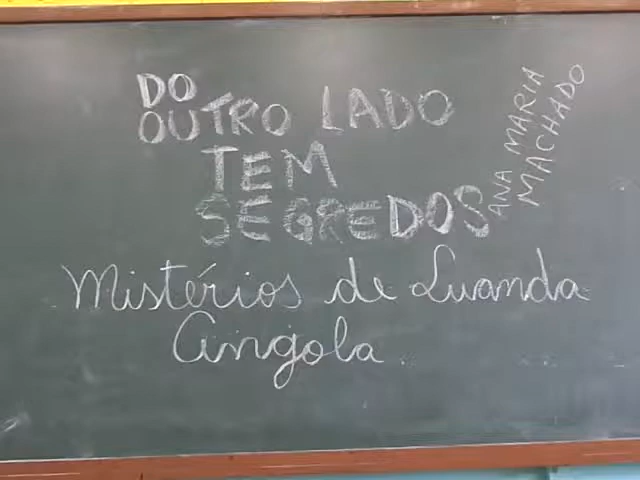 DO
OUTRO LADO
TEM
SEGREDOS
ANA MARIA
MACHADO
Mistérios de Luanda
Angola